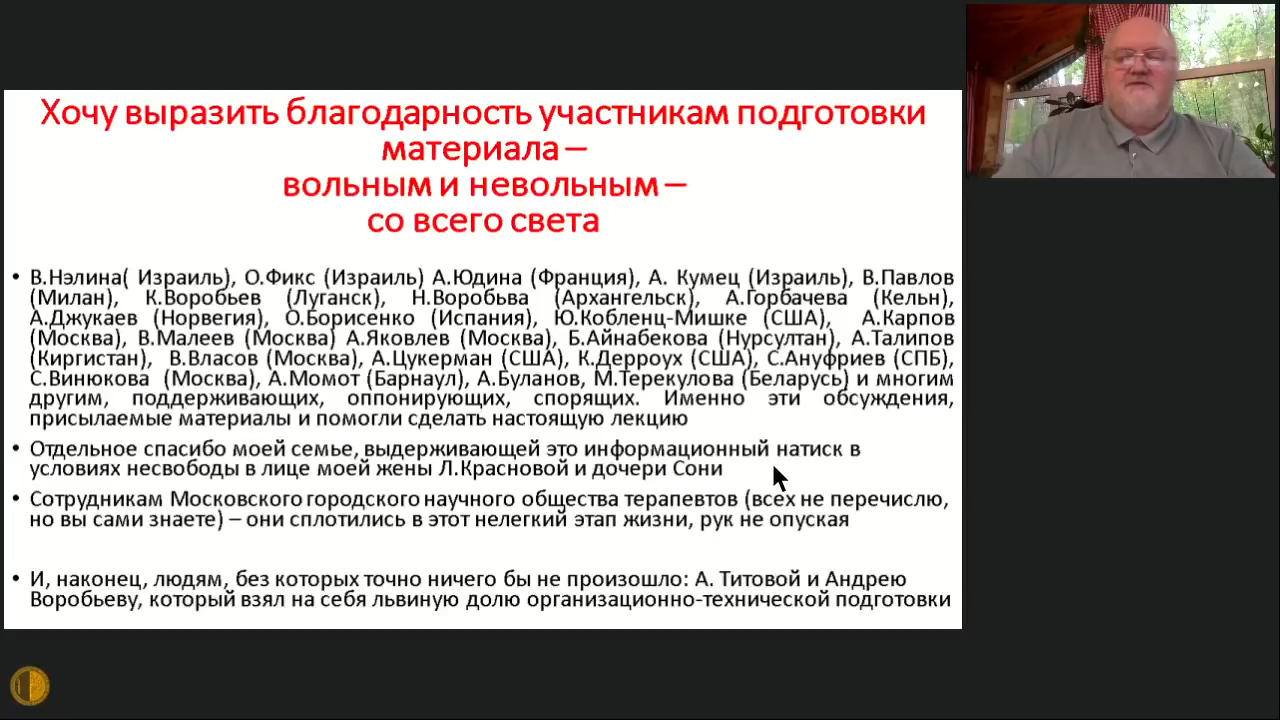 Хочу выразить благодарность участникам подготовки
материала –
вольным и невольным –
со всего света
• В.Нэлина( Израиль), О.Фикс (Израиль) А.Юдина (Франция), А. Кумец (Израиль), В.Павлов
(Милан), К.Воробьев (Луганск), Н.Воробьва (Архангельск), А.Горбачева (Кельн),
А.Джукаев (Норвегия), О.Борисенко (Испания), Ю.Кобленц-Мишке (США), А.Карпов
(Москва), В.Малеев (Москва) А.Яковлев (Москва), Б.Айнабекова (Нурсултан), А.Талипов
(Киргистан), В.Власов (Москва), А.Цукерман (США), К.Дерроух (США), С.Ануфриев (СПБ),
С.Винюкова (Москва), А.Момот (Барнаул), А.Буланов, М.Терекулова (Беларусь) и многим
другим, поддерживающих, оппонирующих, спорящих. Именно эти обсуждения,
присылаемые материалы и помогли сделать настоящую лекцию
• Отдельное спасибо моей семье, выдерживающей это информационный натиск в
условиях несвободы в лице моей жены Л.Красновой и дочери Сони
• Сотрудникам Московского городского научного общества терапевтов (всех не перечислю,
но вы сами знаете) – они сплотились в этот нелегкий этап жизни, рук не опуская
• И, наконец, людям, без которых точно ничего бы не произошло: А. Титовой и Андрею
Воробьеву, который взял на себя львиную долю организационно-технической подготовки